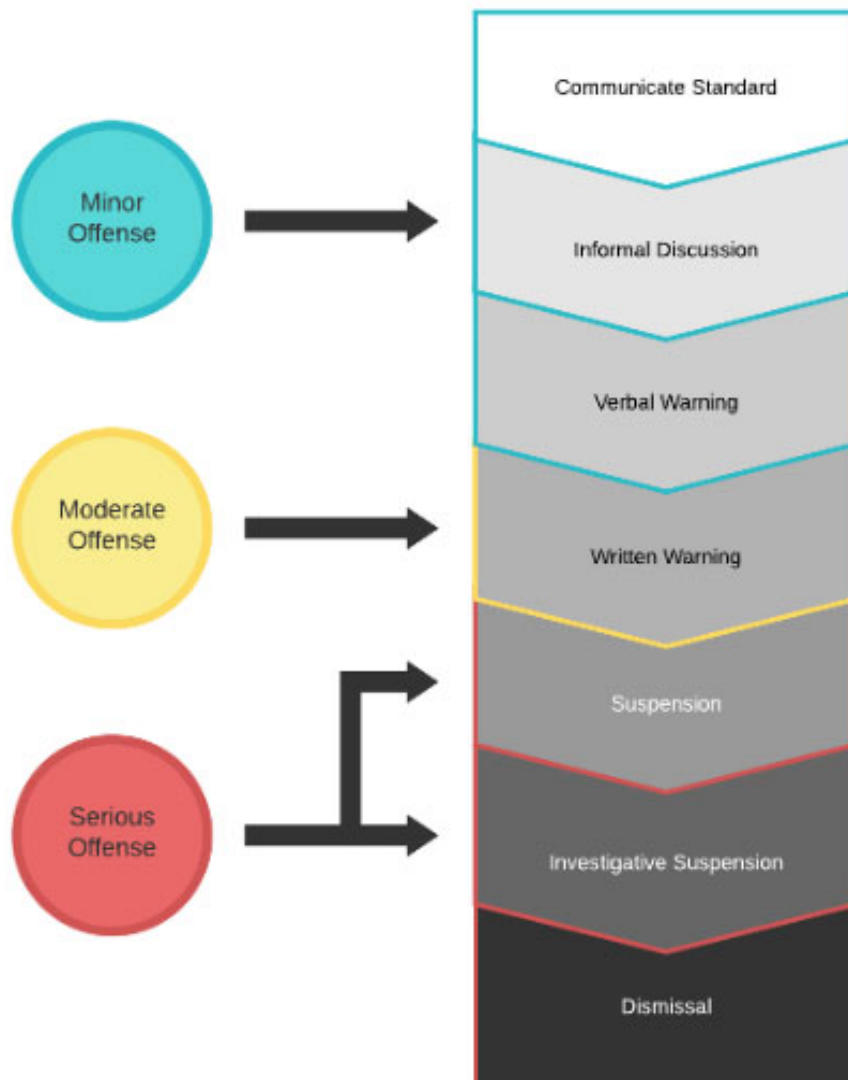 Communicate Standard
Minor
Offense
Informal Discussion
Verbal Warning
Moderate
Offense
Written Warning
Suspension
Serious
Offense
Investigative Suspension
Dismissal